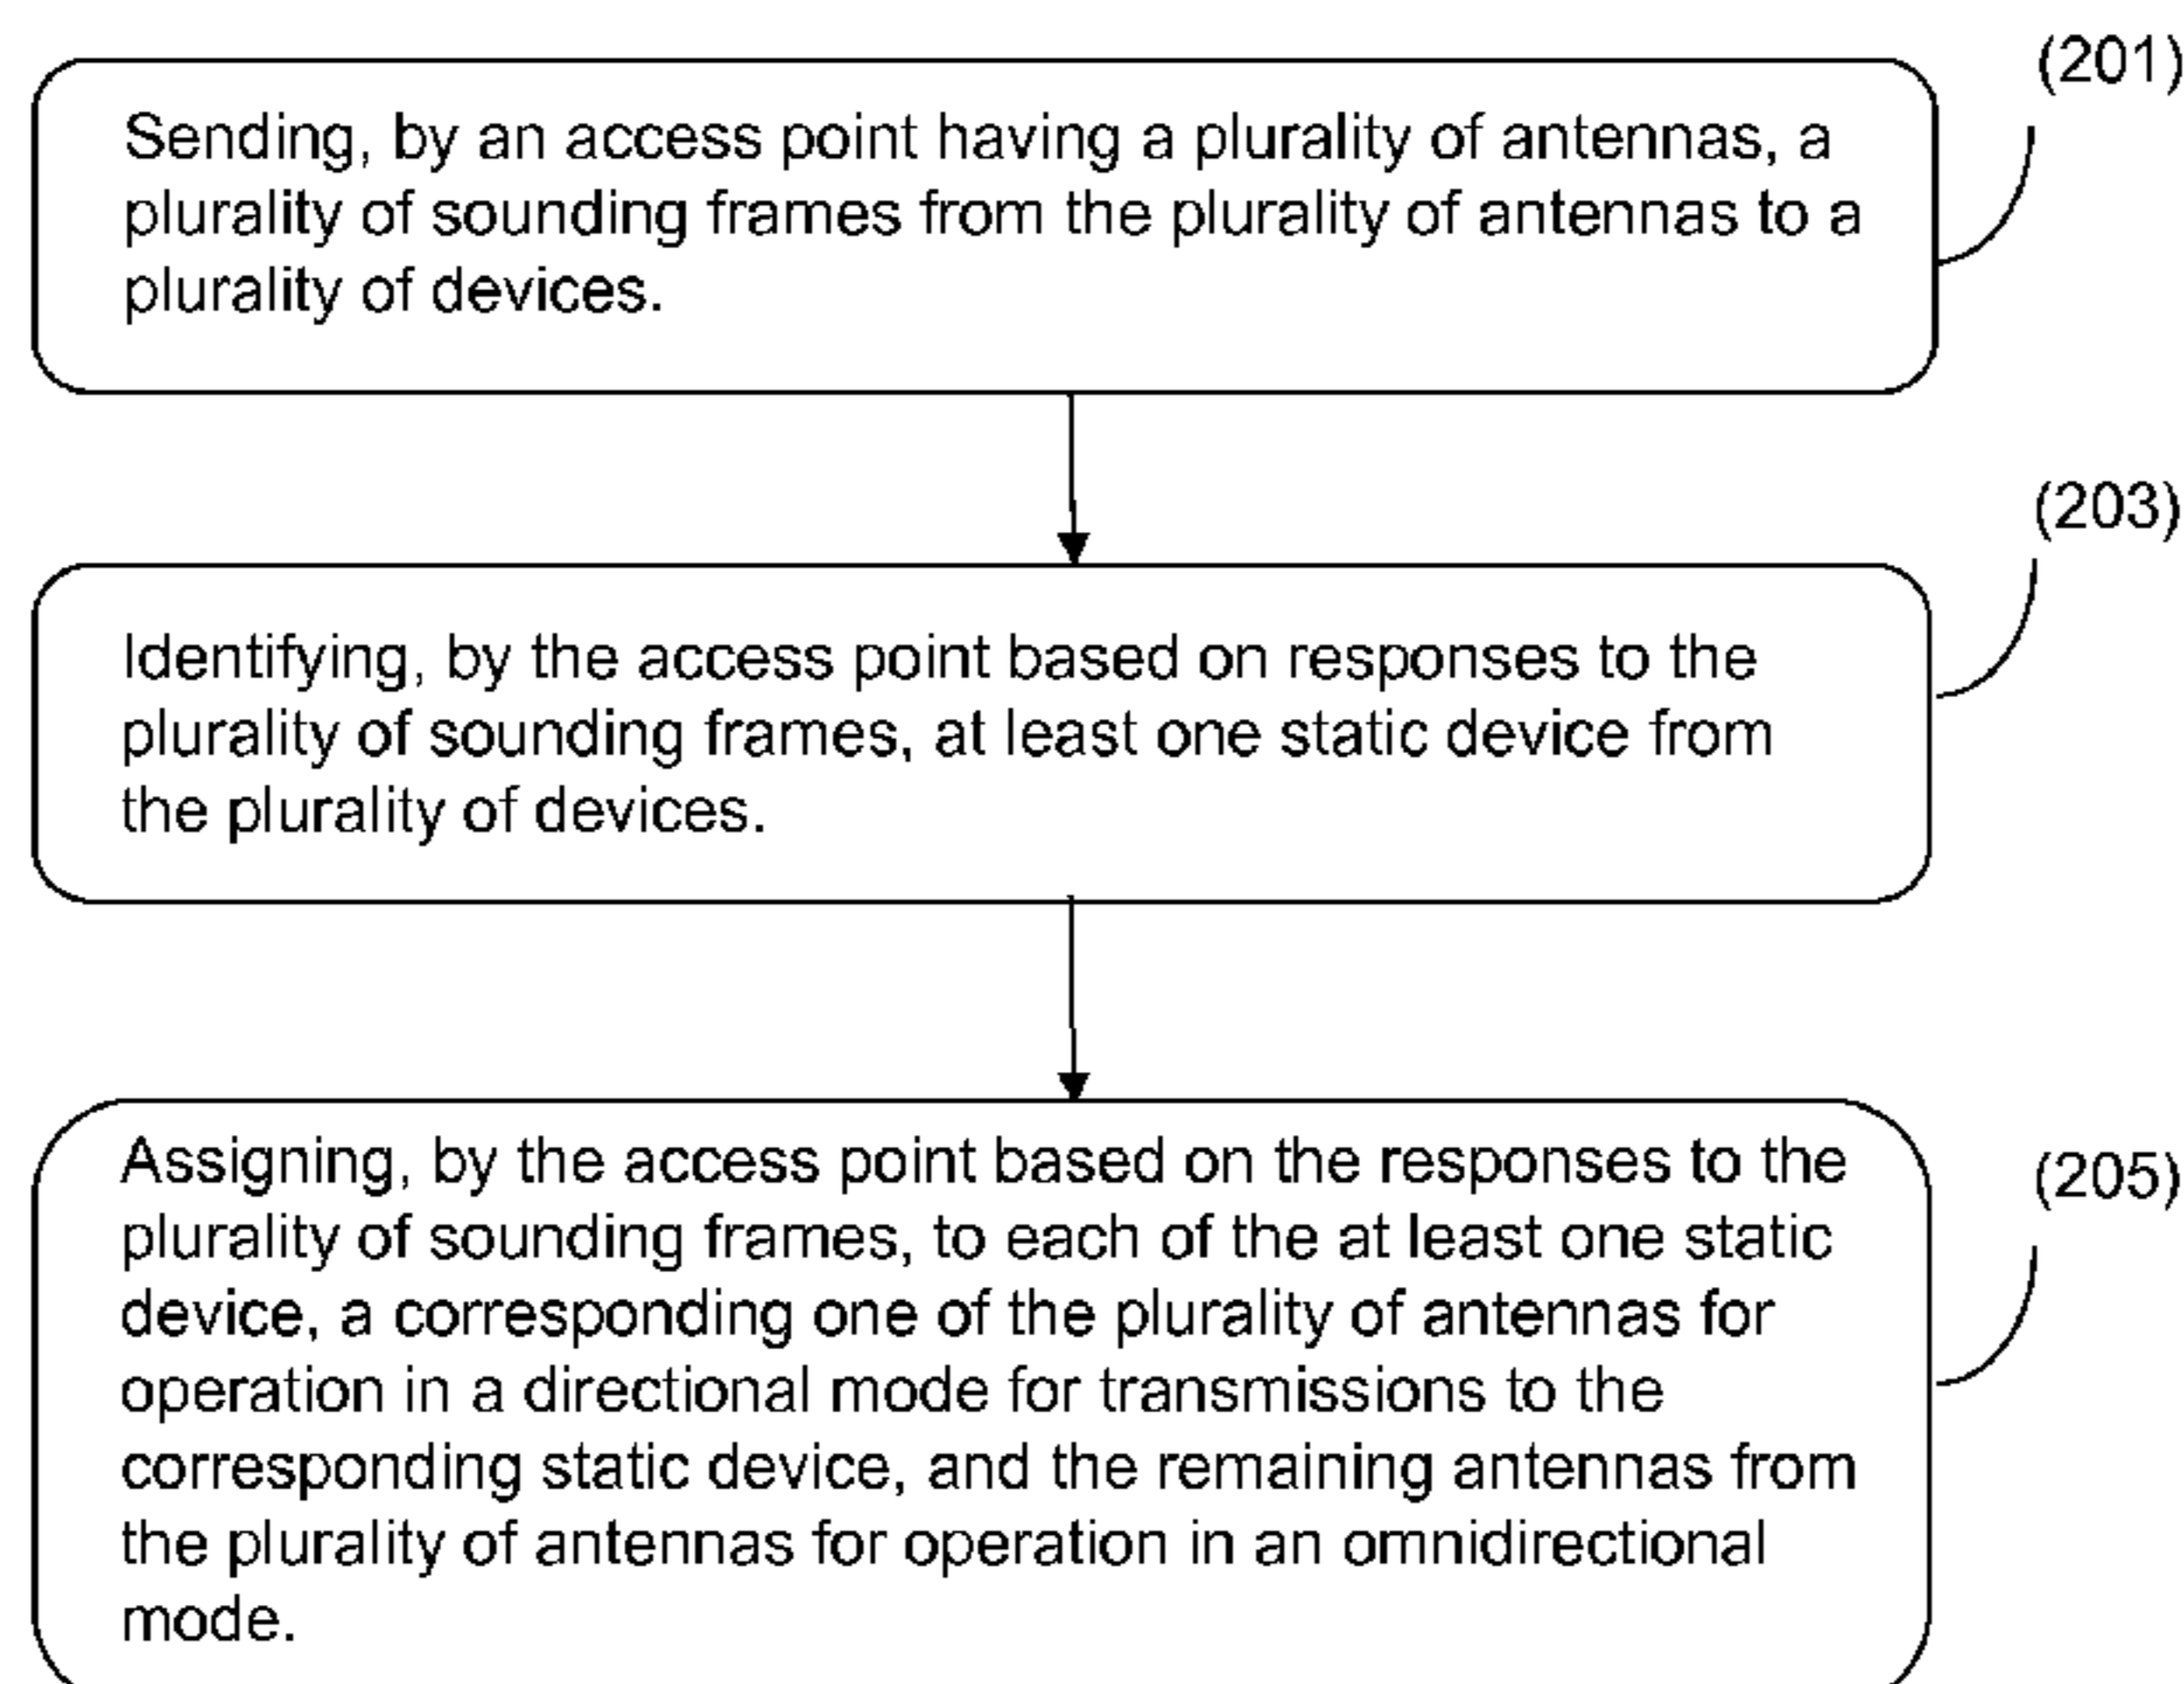 (201)
Sending, by an access point having a plurality of antennas, a
plurality of sounding frames from the plurality of antennas to a
plurality of devices.
(203)
Identifying, by the access point based on responses to the
plurality of sounding frames, at least one static device from
the plurality of devices.
(205)
Assigning, by the access point based on the responses to the
plurality of sounding frames, to each of the at least one static
device, a corresponding one of the plurality of antennas for
operation in a directional mode for transmissions to the
corresponding static device, and the remaining antennas from
the plurality of antennas for operation in an omnidirectional
mode.